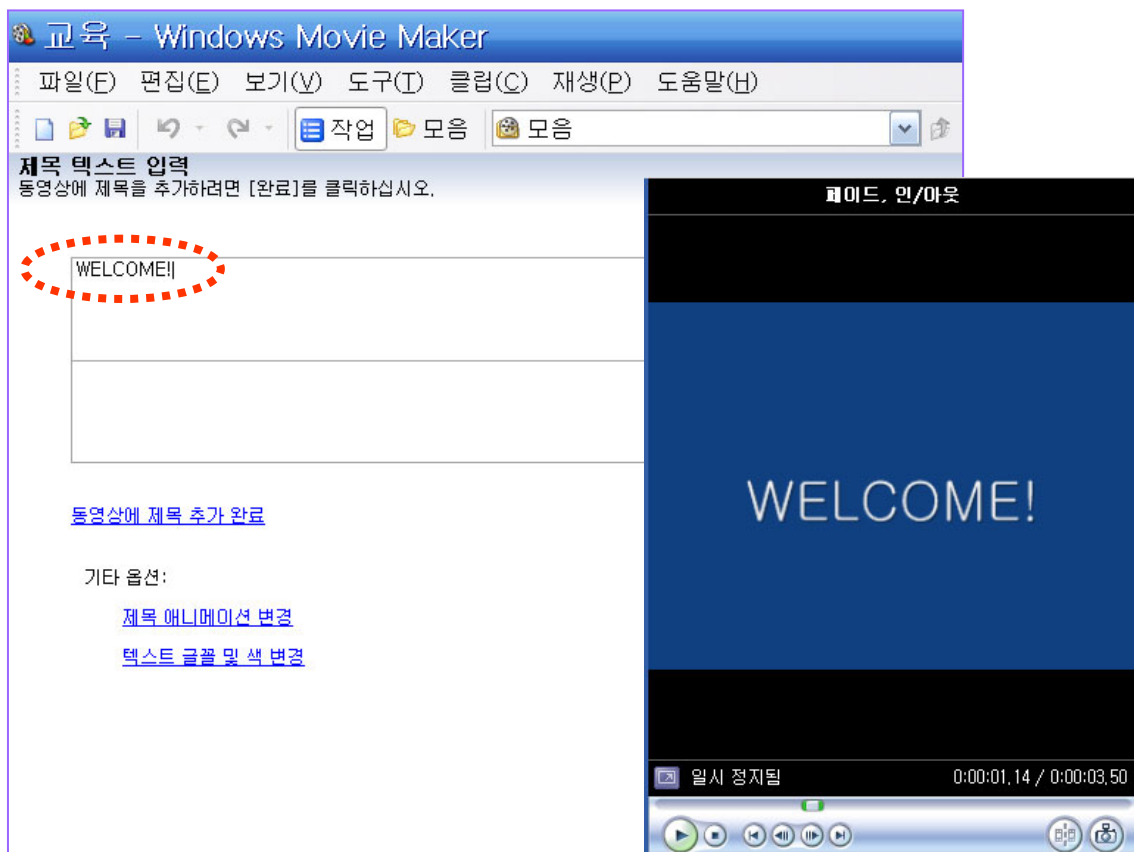 교육 – Windows Movie Maker
파일(F) 편집(E) 보기(V) 도구(T) 클립(C) 재생(P) 도움말(H)
작업 모음 모음
제목 텍스트 입력
동영상에 제목을 추가하려면 [완료]를 클릭하십시오.
WELCOME!
동영상에 제목 추가 완료
기타 옵션:
제목 애니메이션 변경
텍스트 글꼴 및 색 변경
페이드, 인/아웃
WELCOME!
일시 정지됨 0:00:01,14 / 0:00:03,50